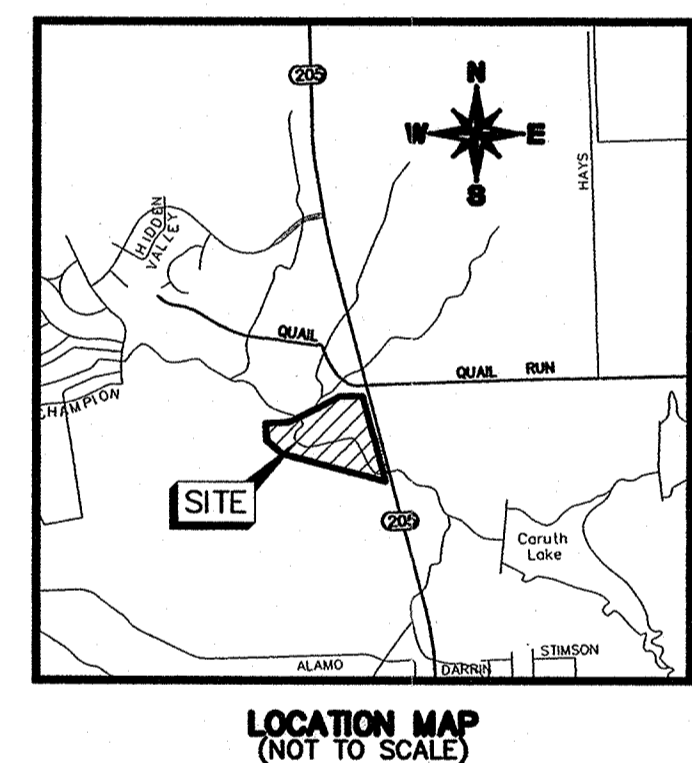 205
N
W E
S
HAYS
HIDDEN
VALLEY
QUAIL
QUAIL RUN
CHAMPION
SITE
205
Caruth
Lake
STIMSON
ALAMO
DARRIN
LOCATION MAP
(NOT TO SCALE)